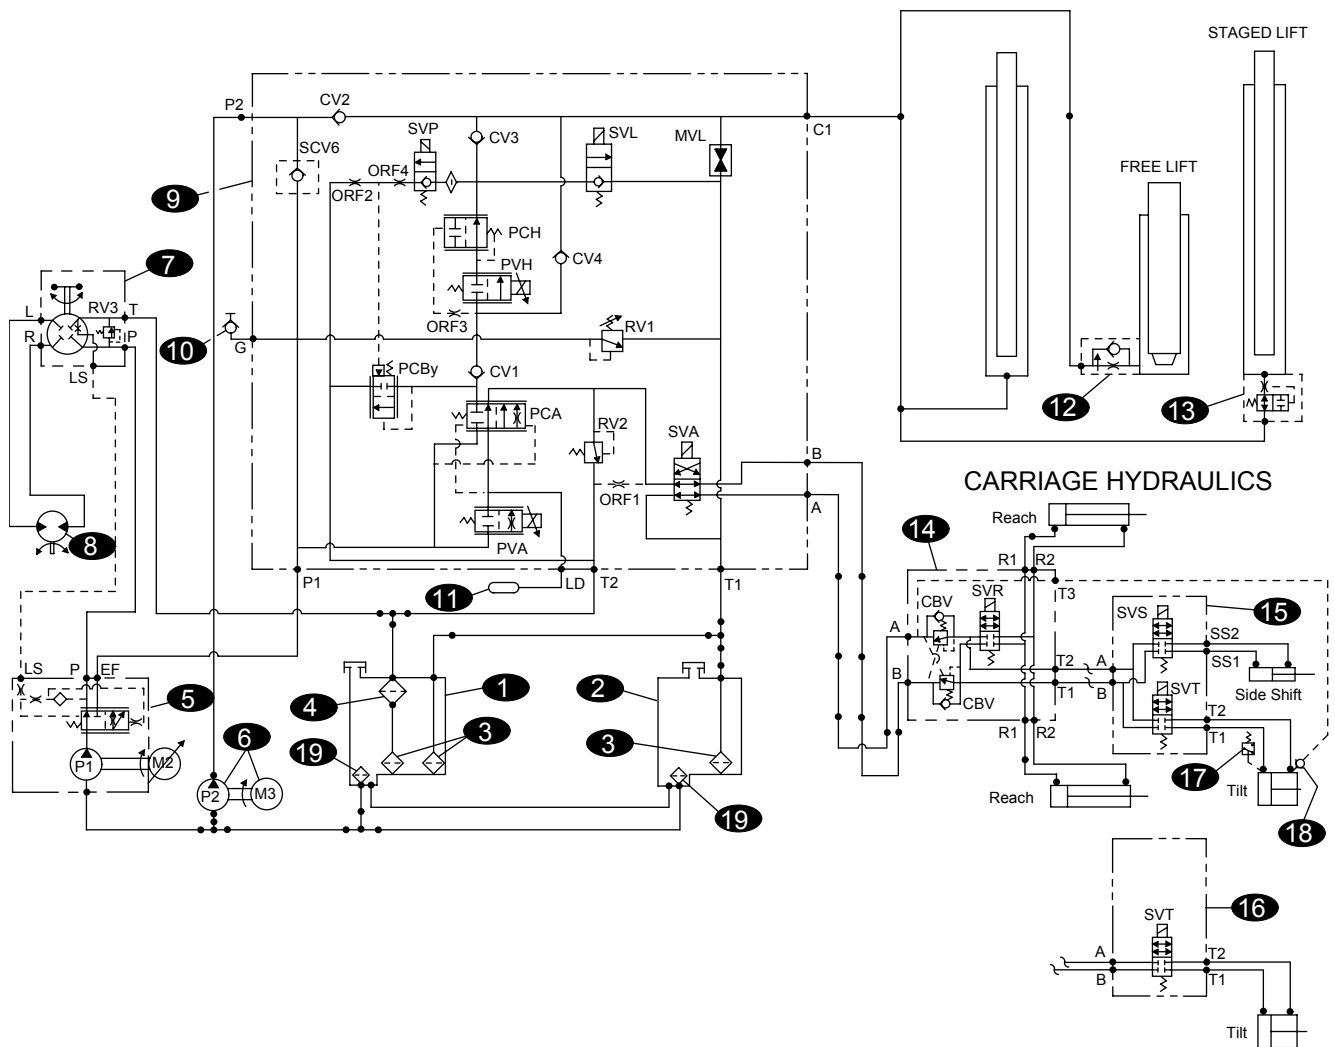 STAGED LIFT
P2
CV2
C1
SVP
CV3
SVL
MVL
SCV6
ORF4
ORF2
FREE LIFT
9
PCH
7
PVH
CV4
L
RV3
T
R
P
ORF3
RV1
10
G
LS
PCBy
CV1
12
13
PCA
RV2
SVA
B
CARRIAGE HYDRAULICS
ORF1
A
Reach
8
PVA
14
P1
LD
T2
T1
R1
R2
11
T3
SVR
CBV
SVS
15
A
SS2
LS
P
EF
T2
A
SS1
B
T1
B
Side Shift
5
4
1
2
CBV
SVT
T2
6
3
R1
R2
T1
P1
M2
19
3
17
P2
M3
Reach
Tilt
19
18
SVT
16
A
T2
B
T1
Tilt